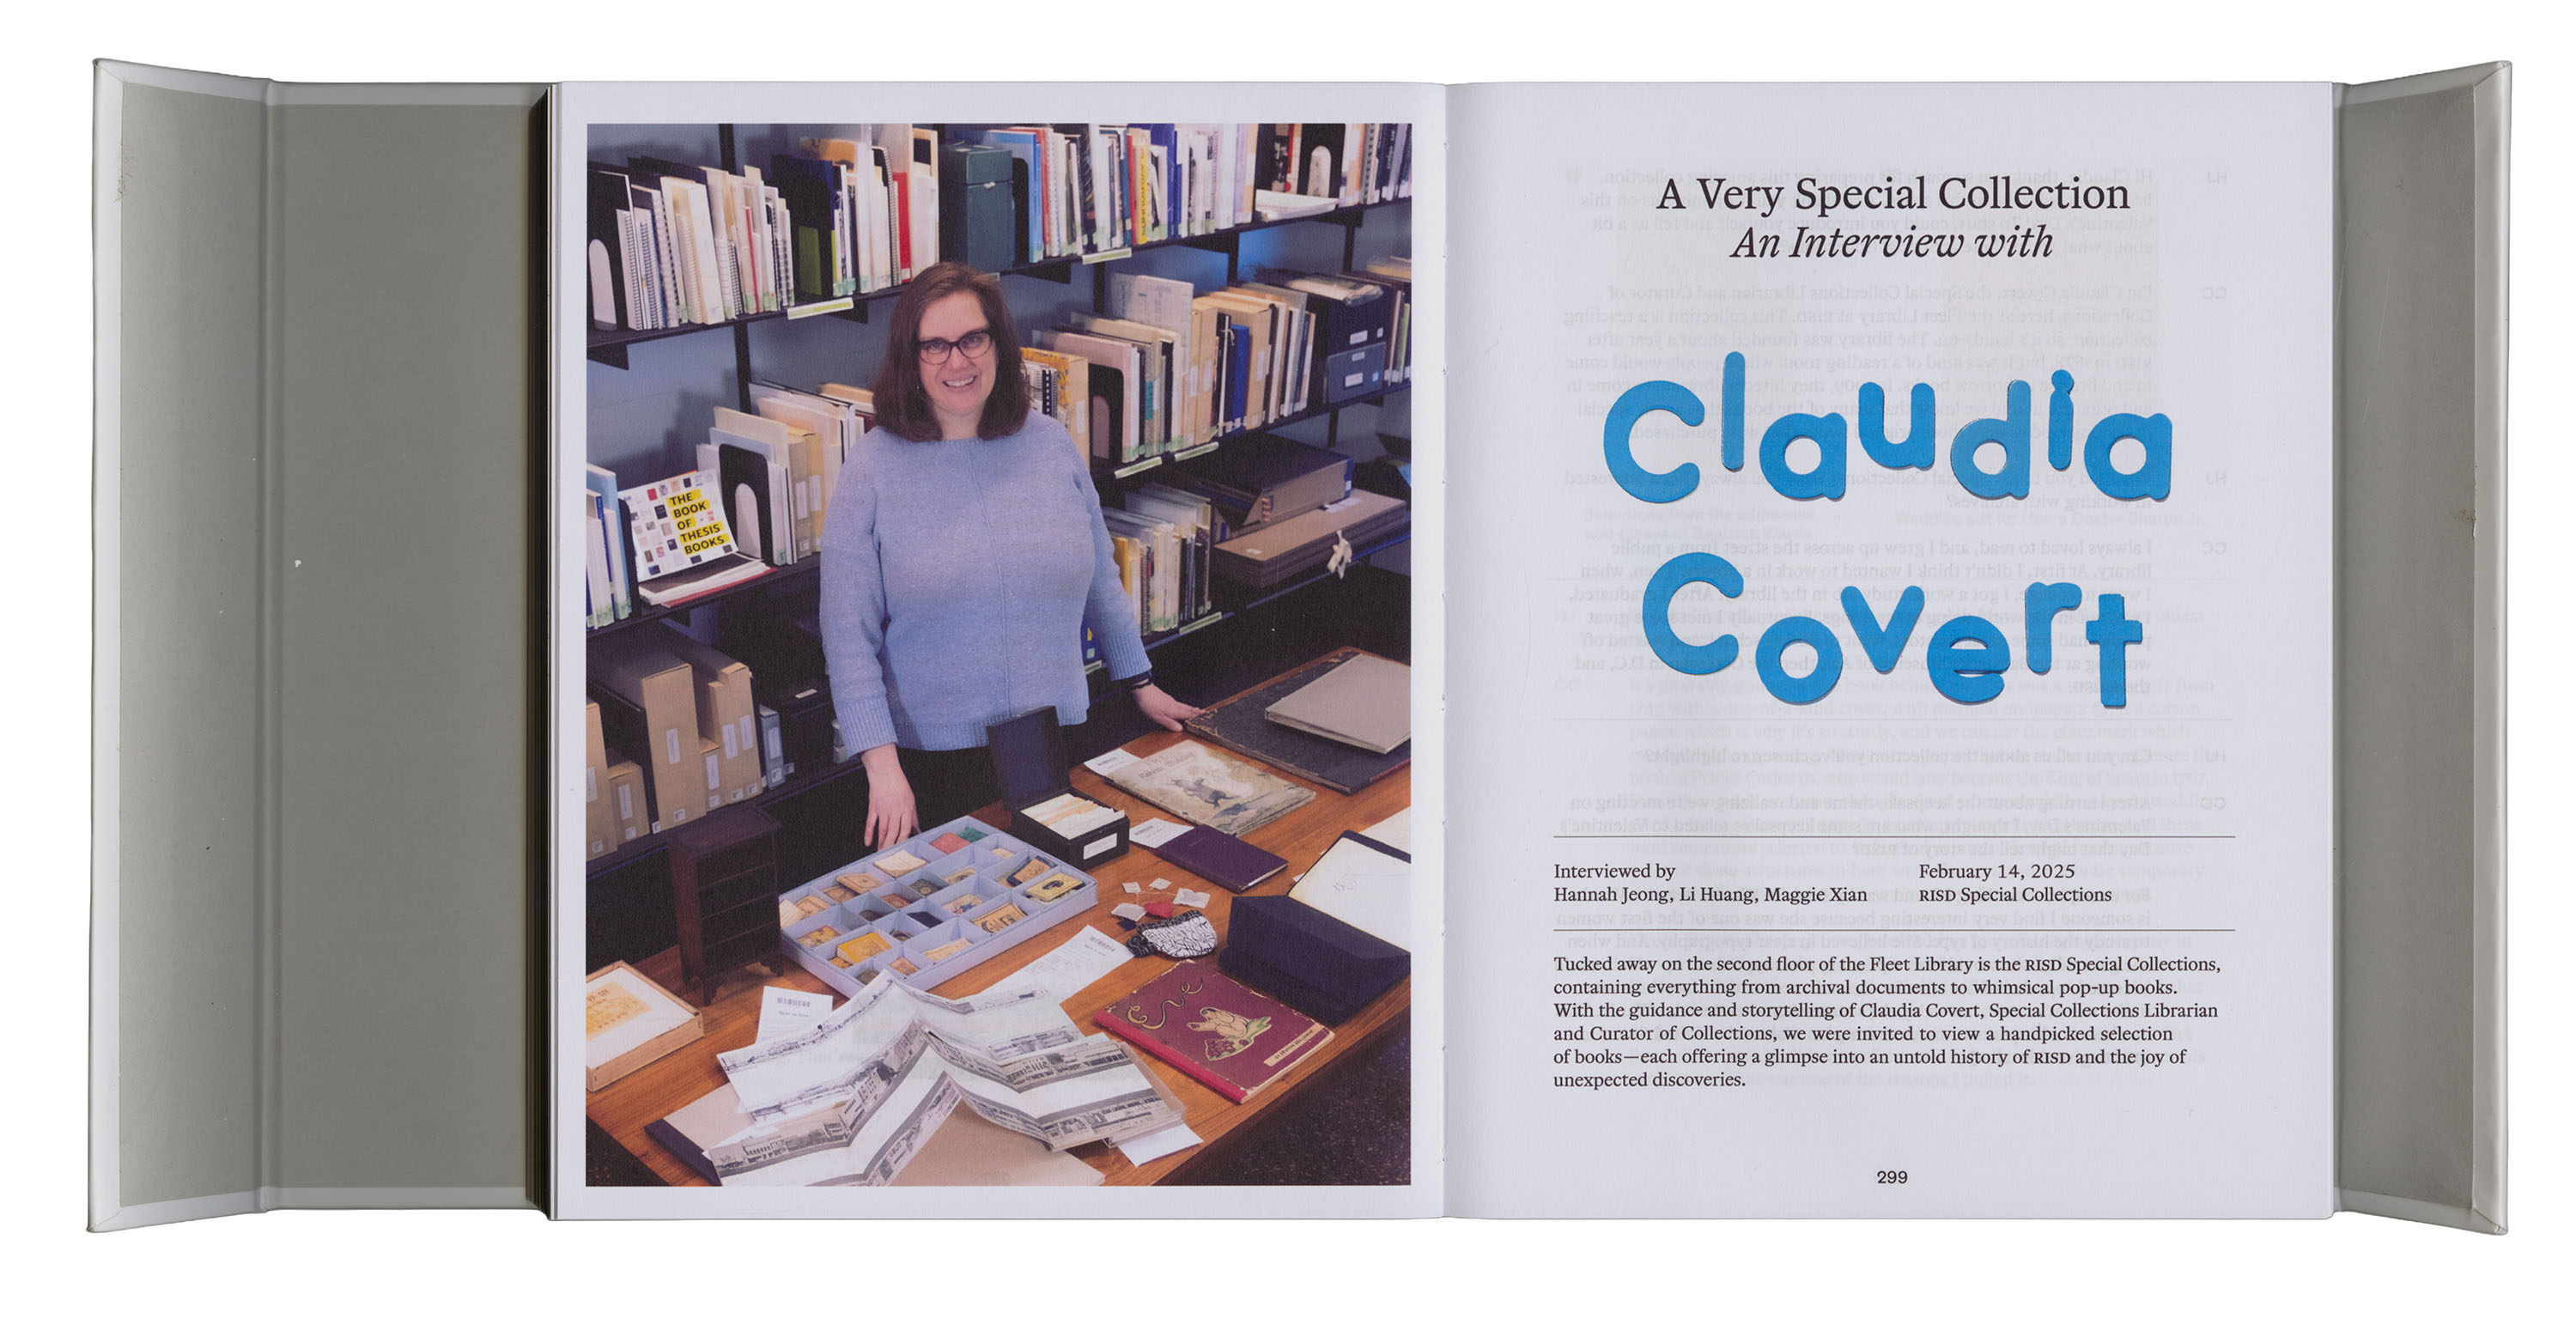 THE
BOOK
OF
THESIS
BOOKS
Eve
A Very Special Collection
An Interview with
Claudia
Covert
Interviewed by
Hannah Jeong, Li Huang, Maggie Xian
February 14, 2025
RISD Special Collections
Tucked away on the second floor of the Fleet Library is the RISD Special Collections,
containing everything from archival documents to whimsical pop-up books.
With the guidance and storytelling of Claudia Covert, Special Collections Librarian
and Curator of Collections, we were invited to view a handpicked selection
of books—each offering a glimpse into an untold history of RISD and the joy of
unexpected discoveries.
299